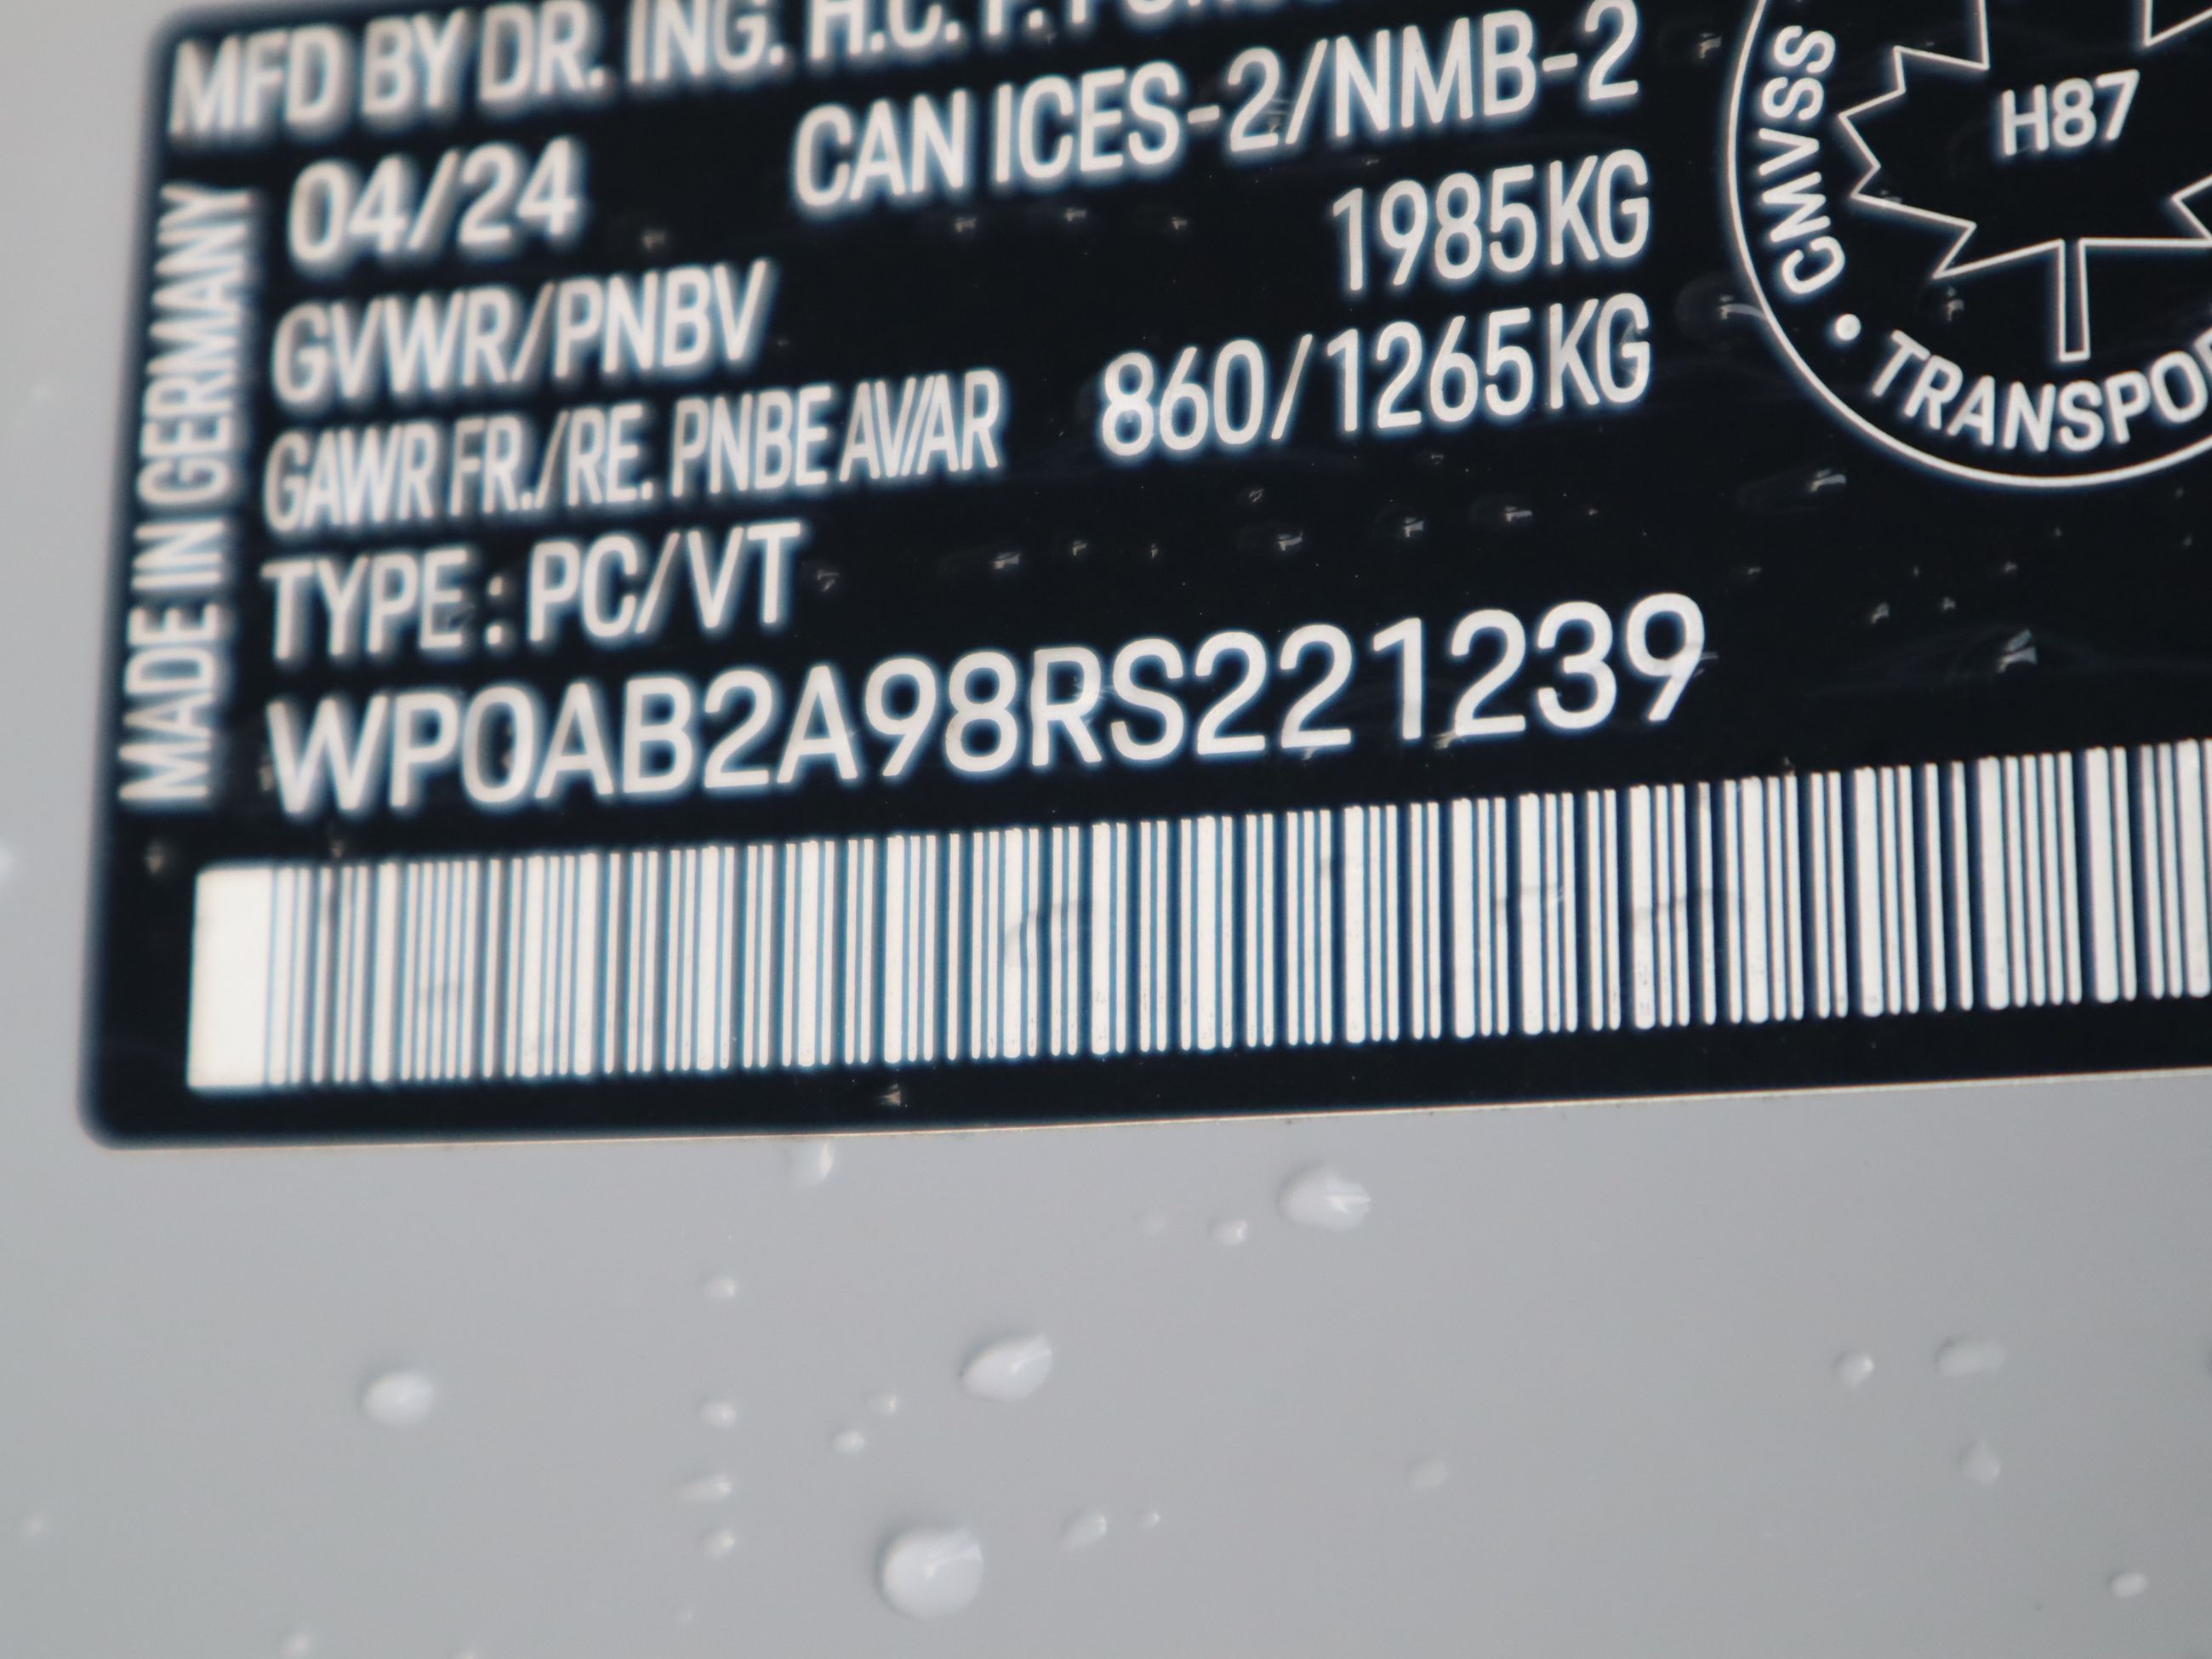 MFD BY DR. ING. H.C. F. PORS
04/24 CAN ICES-2/NMB-2
GVWR/PNBV 1985KG
GAWR FR./RE. PNBE AV/AR 860/1265KG
TYPE : PC/VT
WP0AB2A98RS221239
MADE IN GERMANY
CMVSS
H87
• TRANSPO